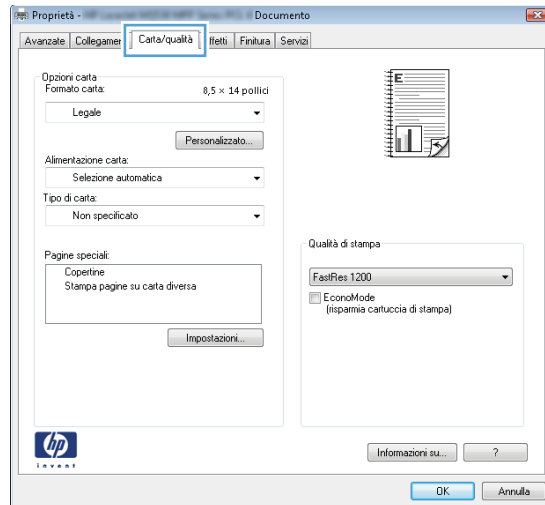 Proprietà - Documento
Avanzate Collegamen Carta/qualità ffetti Finitura Servizi
Opzioni carta
Formato carta: 8,5 × 14 pollici
Legale
Personalizzato...
Alimentazione carta:
Selezione automatica
Tipo di carta:
Non specificato
Pagine speciali:
Copertine
Stampa pagine su carta diversa
Impostazioni...
E
Qualità di stampa
FastRes 1200
EconoMode
(risparmia cartuccia di stampa)
hp
invent
Informazioni su... ?
OK Annulla